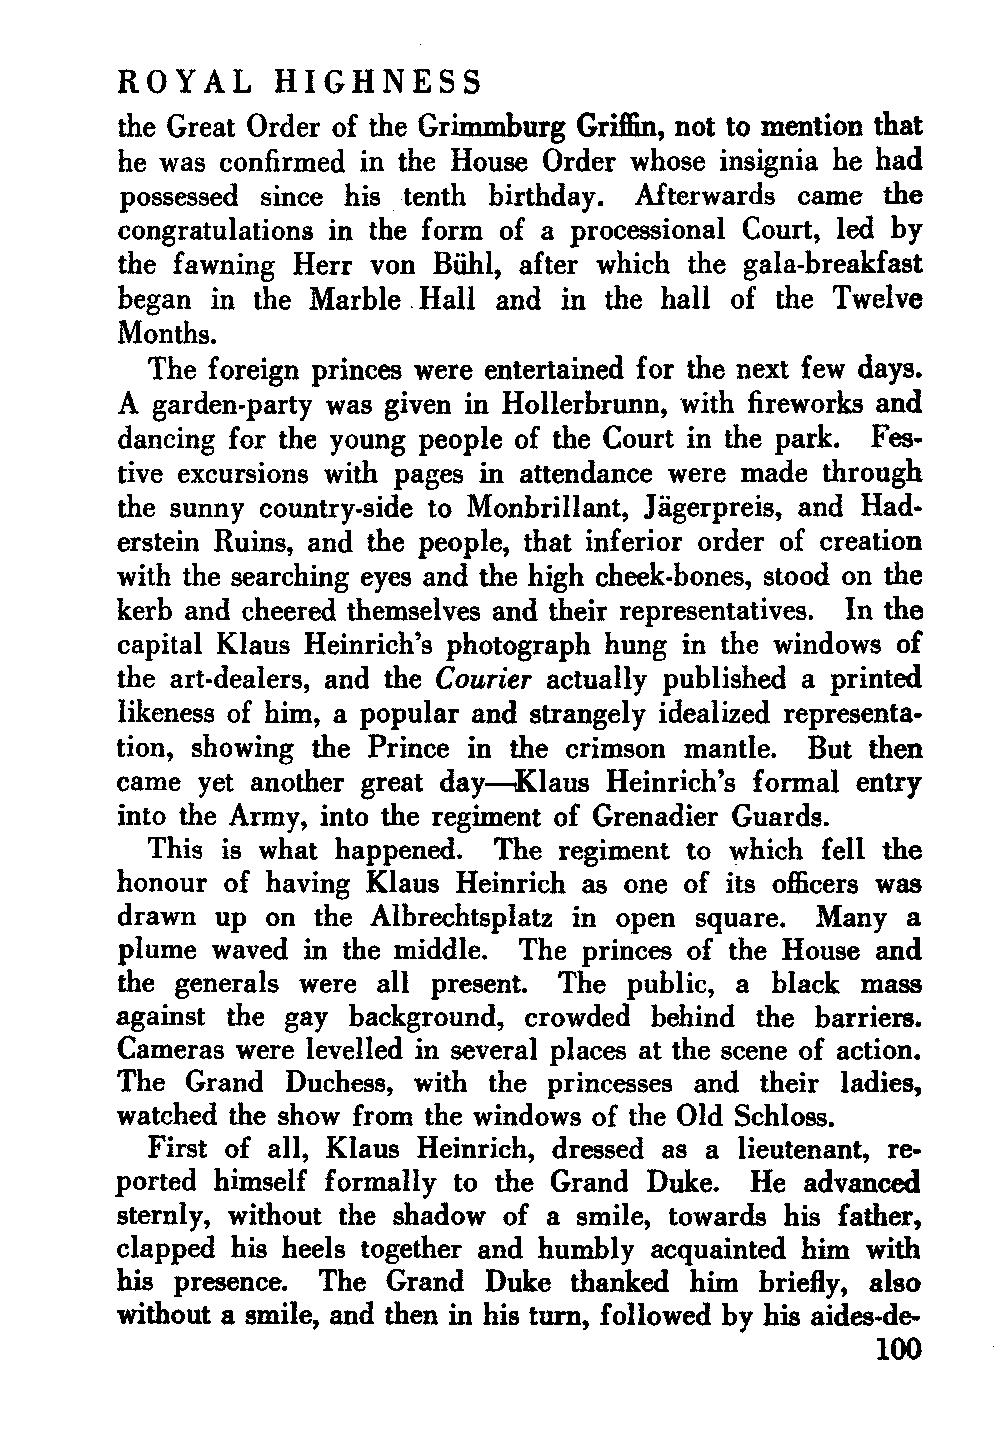 ROYAL HIGHNESS
the Great Order of the Grimmburg Griffin, not to mention that
he was confirmed in the House Order whose insignia he had
possessed since his tenth birthday. Afterwards came the
congratulations in the form of a processional Court, led by
the fawning Herr von Bühl, after which the gala-breakfast
began in the Marble Hall and in the hall of the Twelve
Months.
The foreign princes were entertained for the next few days.
A garden-party was given in Hollerbrunn, with fireworks and
dancing for the young people of the Court in the park. Fes-
tive excursions with pages in attendance were made through
the sunny country-side to Monbrillant, Jägerpreis, and Had-
erstein Ruins, and the people, that inferior order of creation
with the searching eyes and the high cheek-bones, stood on the
kerb and cheered themselves and their representatives. In the
capital Klaus Heinrich's photograph hung in the windows of
the art-dealers, and the Courier actually published a printed
likeness of him, a popular and strangely idealized representa-
tion, showing the Prince in the crimson mantle. But then
came yet another great day—Klaus Heinrich's formal entry
into the Army, into the regiment of Grenadier Guards.
This is what happened. The regiment to which fell the
honour of having Klaus Heinrich as one of its officers was
drawn up on the Albrechtsplatz in open square. Many a
plume waved in the middle. The princes of the House and
the generals were all present. The public, a black mass
against the gay background, crowded behind the barriers.
Cameras were levelled in several places at the scene of action.
The Grand Duchess, with the princesses and their ladies,
watched the show from the windows of the Old Schloss.
First of all, Klaus Heinrich, dressed as a lieutenant, re-
ported himself formally to the Grand Duke. He advanced
sternly, without the shadow of a smile, towards his father,
clapped his heels together and humbly acquainted him with
his presence. The Grand Duke thanked him briefly, also
without a smile, and then in his turn, followed by his aides-de-
100